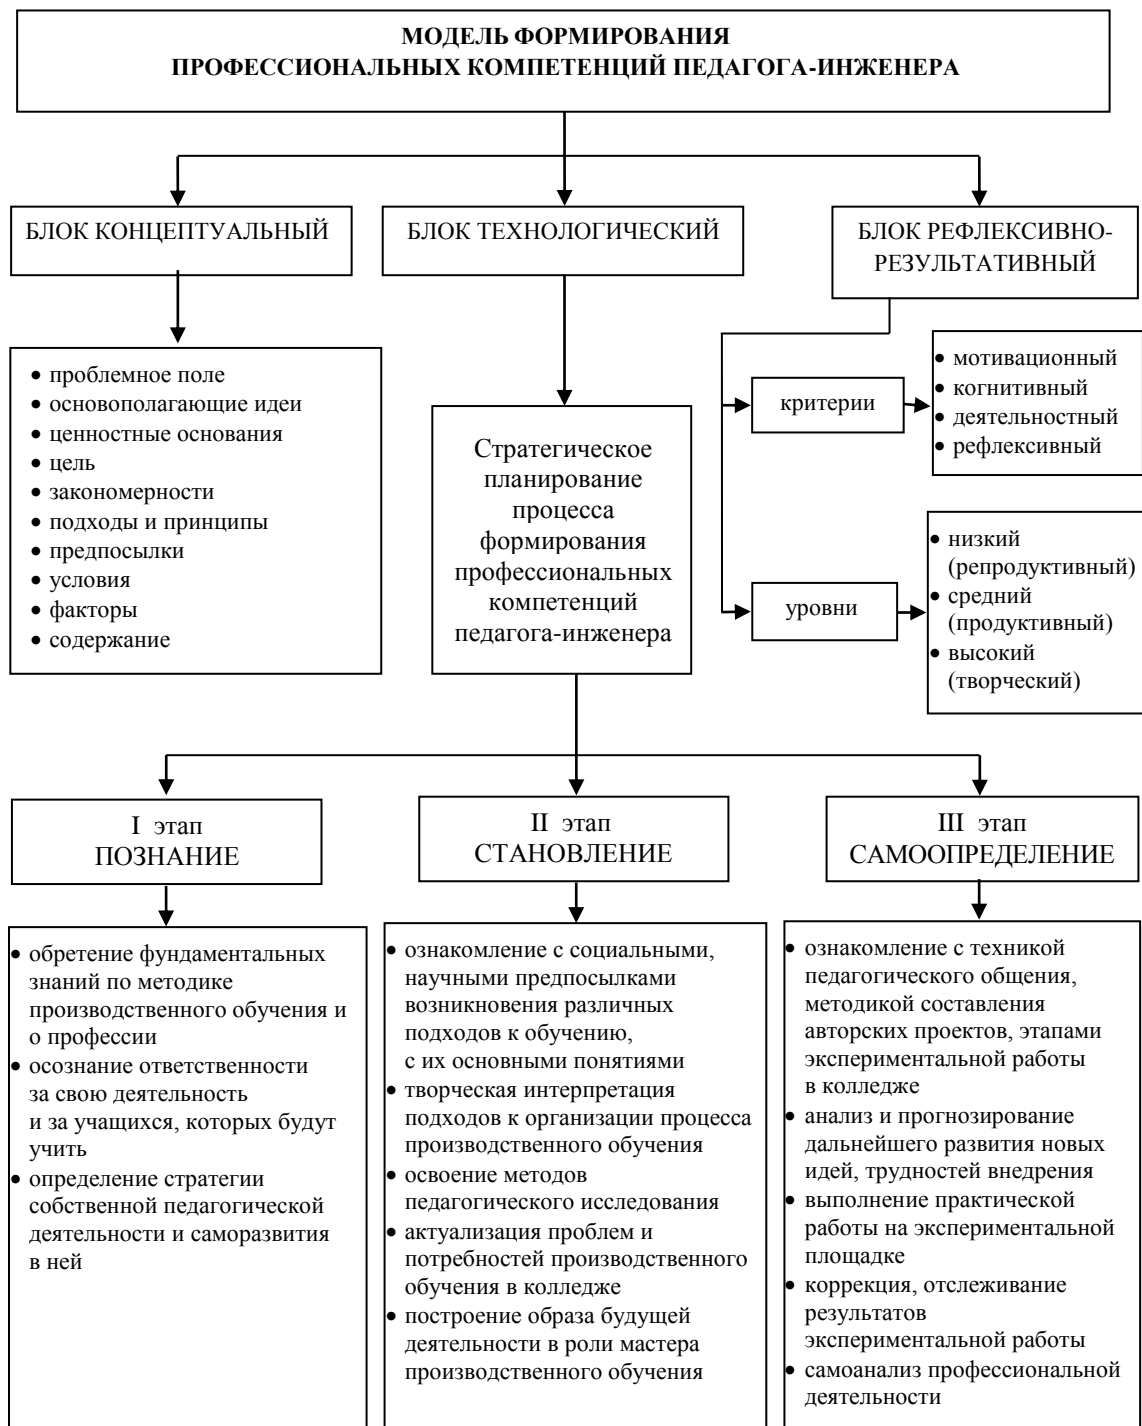 МОДЕЛЬ ФОРМИРОВАНИЯ
ПРОФЕССИОНАЛЬНЫХ КОМПЕТЕНЦИЙ ПЕДАГОГА-ИНЖЕНЕРА
БЛОК КОНЦЕПТУАЛЬНЫЙ
БЛОК ТЕХНОЛОГИЧЕСКИЙ
БЛОК РЕФЛЕКСИВНО-
РЕЗУЛЬТАТИВНЫЙ
• проблемное поле
• основополагающие идеи
• ценностные основания
• цель
• закономерности
• подходы и принципы
• предпосылки
• условия
• факторы
• содержание
Стратегическое
планирование
процесса
формирования
профессиональных
компетенций
педагога-инженера
критерии
• мотивационный
• когнитивный
• деятельностный
• рефлексивный
уровни
• низкий
(репродуктивный)
• средний
(продуктивный)
• высокий
(творческий)
I этап
ПОЗНАНИЕ
II этап
СТАНОВЛЕНИЕ
III этап
САМООПРЕДЕЛЕНИЕ
• обретение фундаментальных
знаний по методике
производственного обучения и
о профессии
• осознание ответственности
за свою деятельность
и за учащихся, которых будут
учить
• определение стратегии
собственной педагогической
деятельности и саморазвития
в ней
• ознакомление с социальными,
научными предпосылками
возникновения различных
подходов к обучению,
с их основными понятиями
• творческая интерпретация
подходов к организации процесса
производственного обучения
• освоение методов
педагогического исследования
• актуализация проблем и
потребностей производственного
обучения в колледже
• построение образа будущей
деятельности в роли мастера
производственного обучения
• ознакомление с техникой
педагогического общения,
методикой составления
авторских проектов, этапами
экспериментальной работы
в колледже
• анализ и прогнозирование
дальнейшего развития новых
идей, трудностей внедрения
• выполнение практической
работы на экспериментальной
площадке
• коррекция, отслеживание
результатов
экспериментальной работы
• самоанализ профессиональной
деятельности